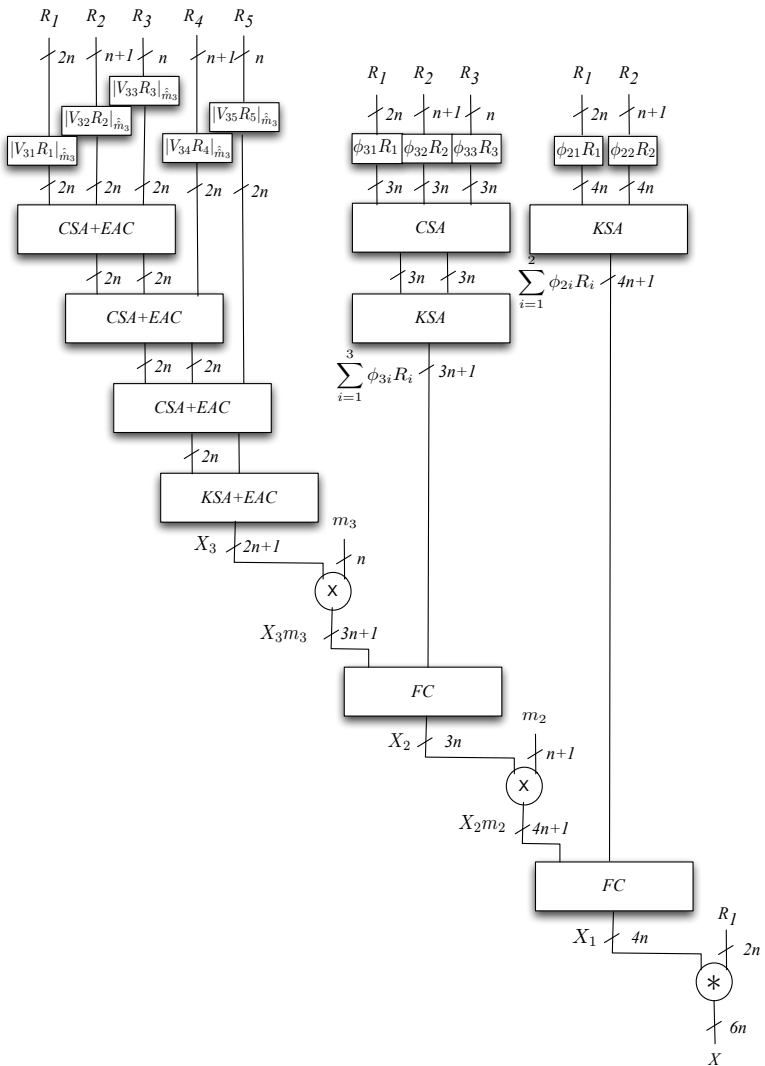 R1 R2 R3 R4 R5
2n n+1 n n+1 n
R1 R2 R3 R1 R2
|V33R3|m̂3
|V32R2|m̂3 |V35R5|m̂3
2n n+1 n 2n n+1
|V31R1|m̂3 |V34R4|m̂3 ϕ31R1 ϕ32R2 ϕ33R3 ϕ21R1 ϕ22R2
2n 2n 2n 2n 2n 3n 3n 3n 4n 4n
CSA+EAC CSA KSA
2n 2n 3n 3n ∑2i=1 ϕ2iRi 4n+1
CSA+EAC KSA
2n 2n ∑3i=1 ϕ3iRi 3n+1
CSA+EAC
2n
KSA+EAC
m3
X3 2n+1 n
X
X3m3 3n+1
FC
m2
X2 3n n+1
X
X2m2 4n+1
FC
R1
X1 4n 2n
*
6n
X